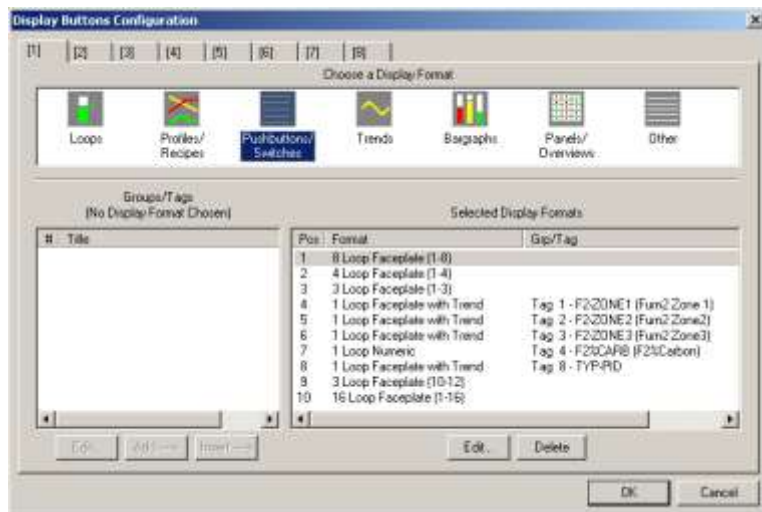 Display Buttons Configuration
[1] [2] [3] [4] [5] [6] [7] [8]
Choose a Display Format
Loops
Profiles/
Recipes
Pushbuttons/
Switches
Trends
Bargraphs
Panels/
Overviews
Other
Groups/Tags
(No Display Format Chosen)
# Title
Edit.. Add ---> Insert --->
Selected Display Formats
Pos Format Grp/Tag
1 8 Loop Faceplate (1-8)
2 4 Loop Faceplate (1-4)
3 3 Loop Faceplate (1-3)
4 1 Loop Faceplate with Trend Tag 1 - F2-ZONE1 (Furn2 Zone 1)
5 1 Loop Faceplate with Trend Tag 2 - F2-ZONE2 (Furn2 Zone2)
6 1 Loop Faceplate with Trend Tag 3 - F2-ZONE3 (Furn2 Zone3)
7 1 Loop Numeric Tag 4 - F2%CARB (F2%Carbon)
8 1 Loop Faceplate with Trend Tag 8 - TYP-PID
9 3 Loop Faceplate (10-12)
10 16 Loop Faceplate (1-16)
Edit.. Delete
OK Cancel